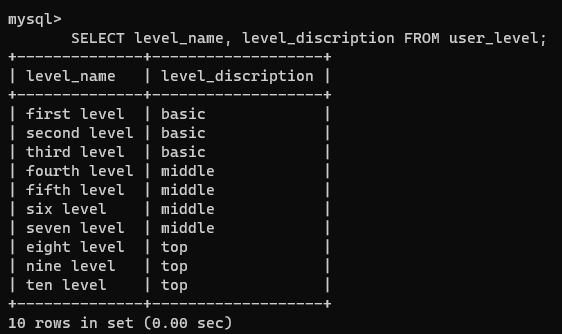 mysql>
       SELECT level_name, level_discription FROM user_level;
+--------------+-------------------+
| level_name   | level_discription |
+--------------+-------------------+
| first level  | basic             |
| second level | basic             |
| third level  | basic             |
| fourth level | middle            |
| fifth level  | middle            |
| six level    | middle            |
| seven level  | middle            |
| eight level  | top               |
| nine level   | top               |
| ten level    | top               |
+--------------+-------------------+
10 rows in set (0.00 sec)